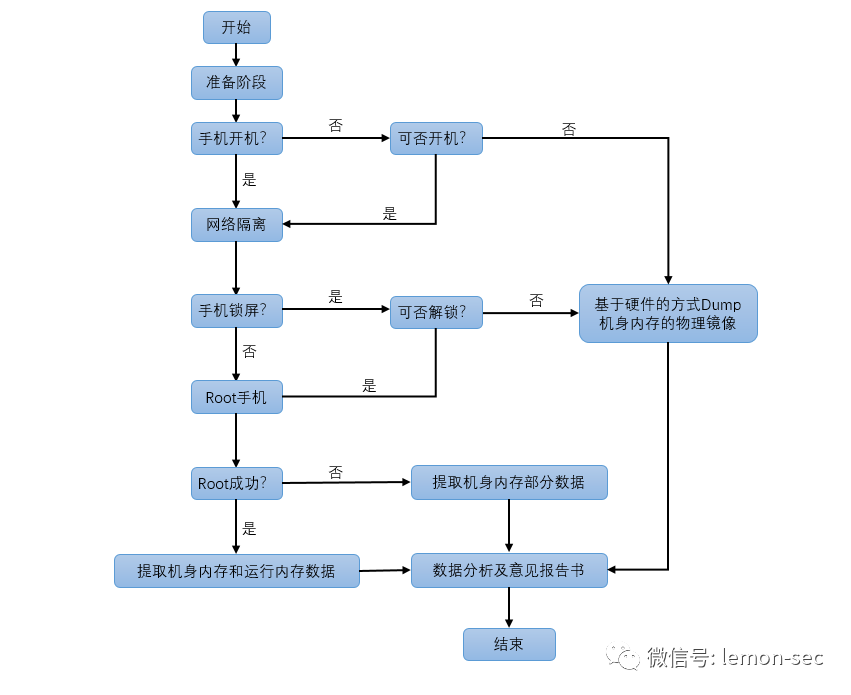 开始
准备阶段
手机开机?
否
可否开机?
否
是
网络隔离
是
手机锁屏?
是
可否解锁?
否
基于硬件的方式Dump
机身内存的物理镜像
否
Root手机
是
Root成功?
否
提取机身内存部分数据
是
提取机身内存和运行内存数据
数据分析及意见报告书
结束
微信号: lemon-sec